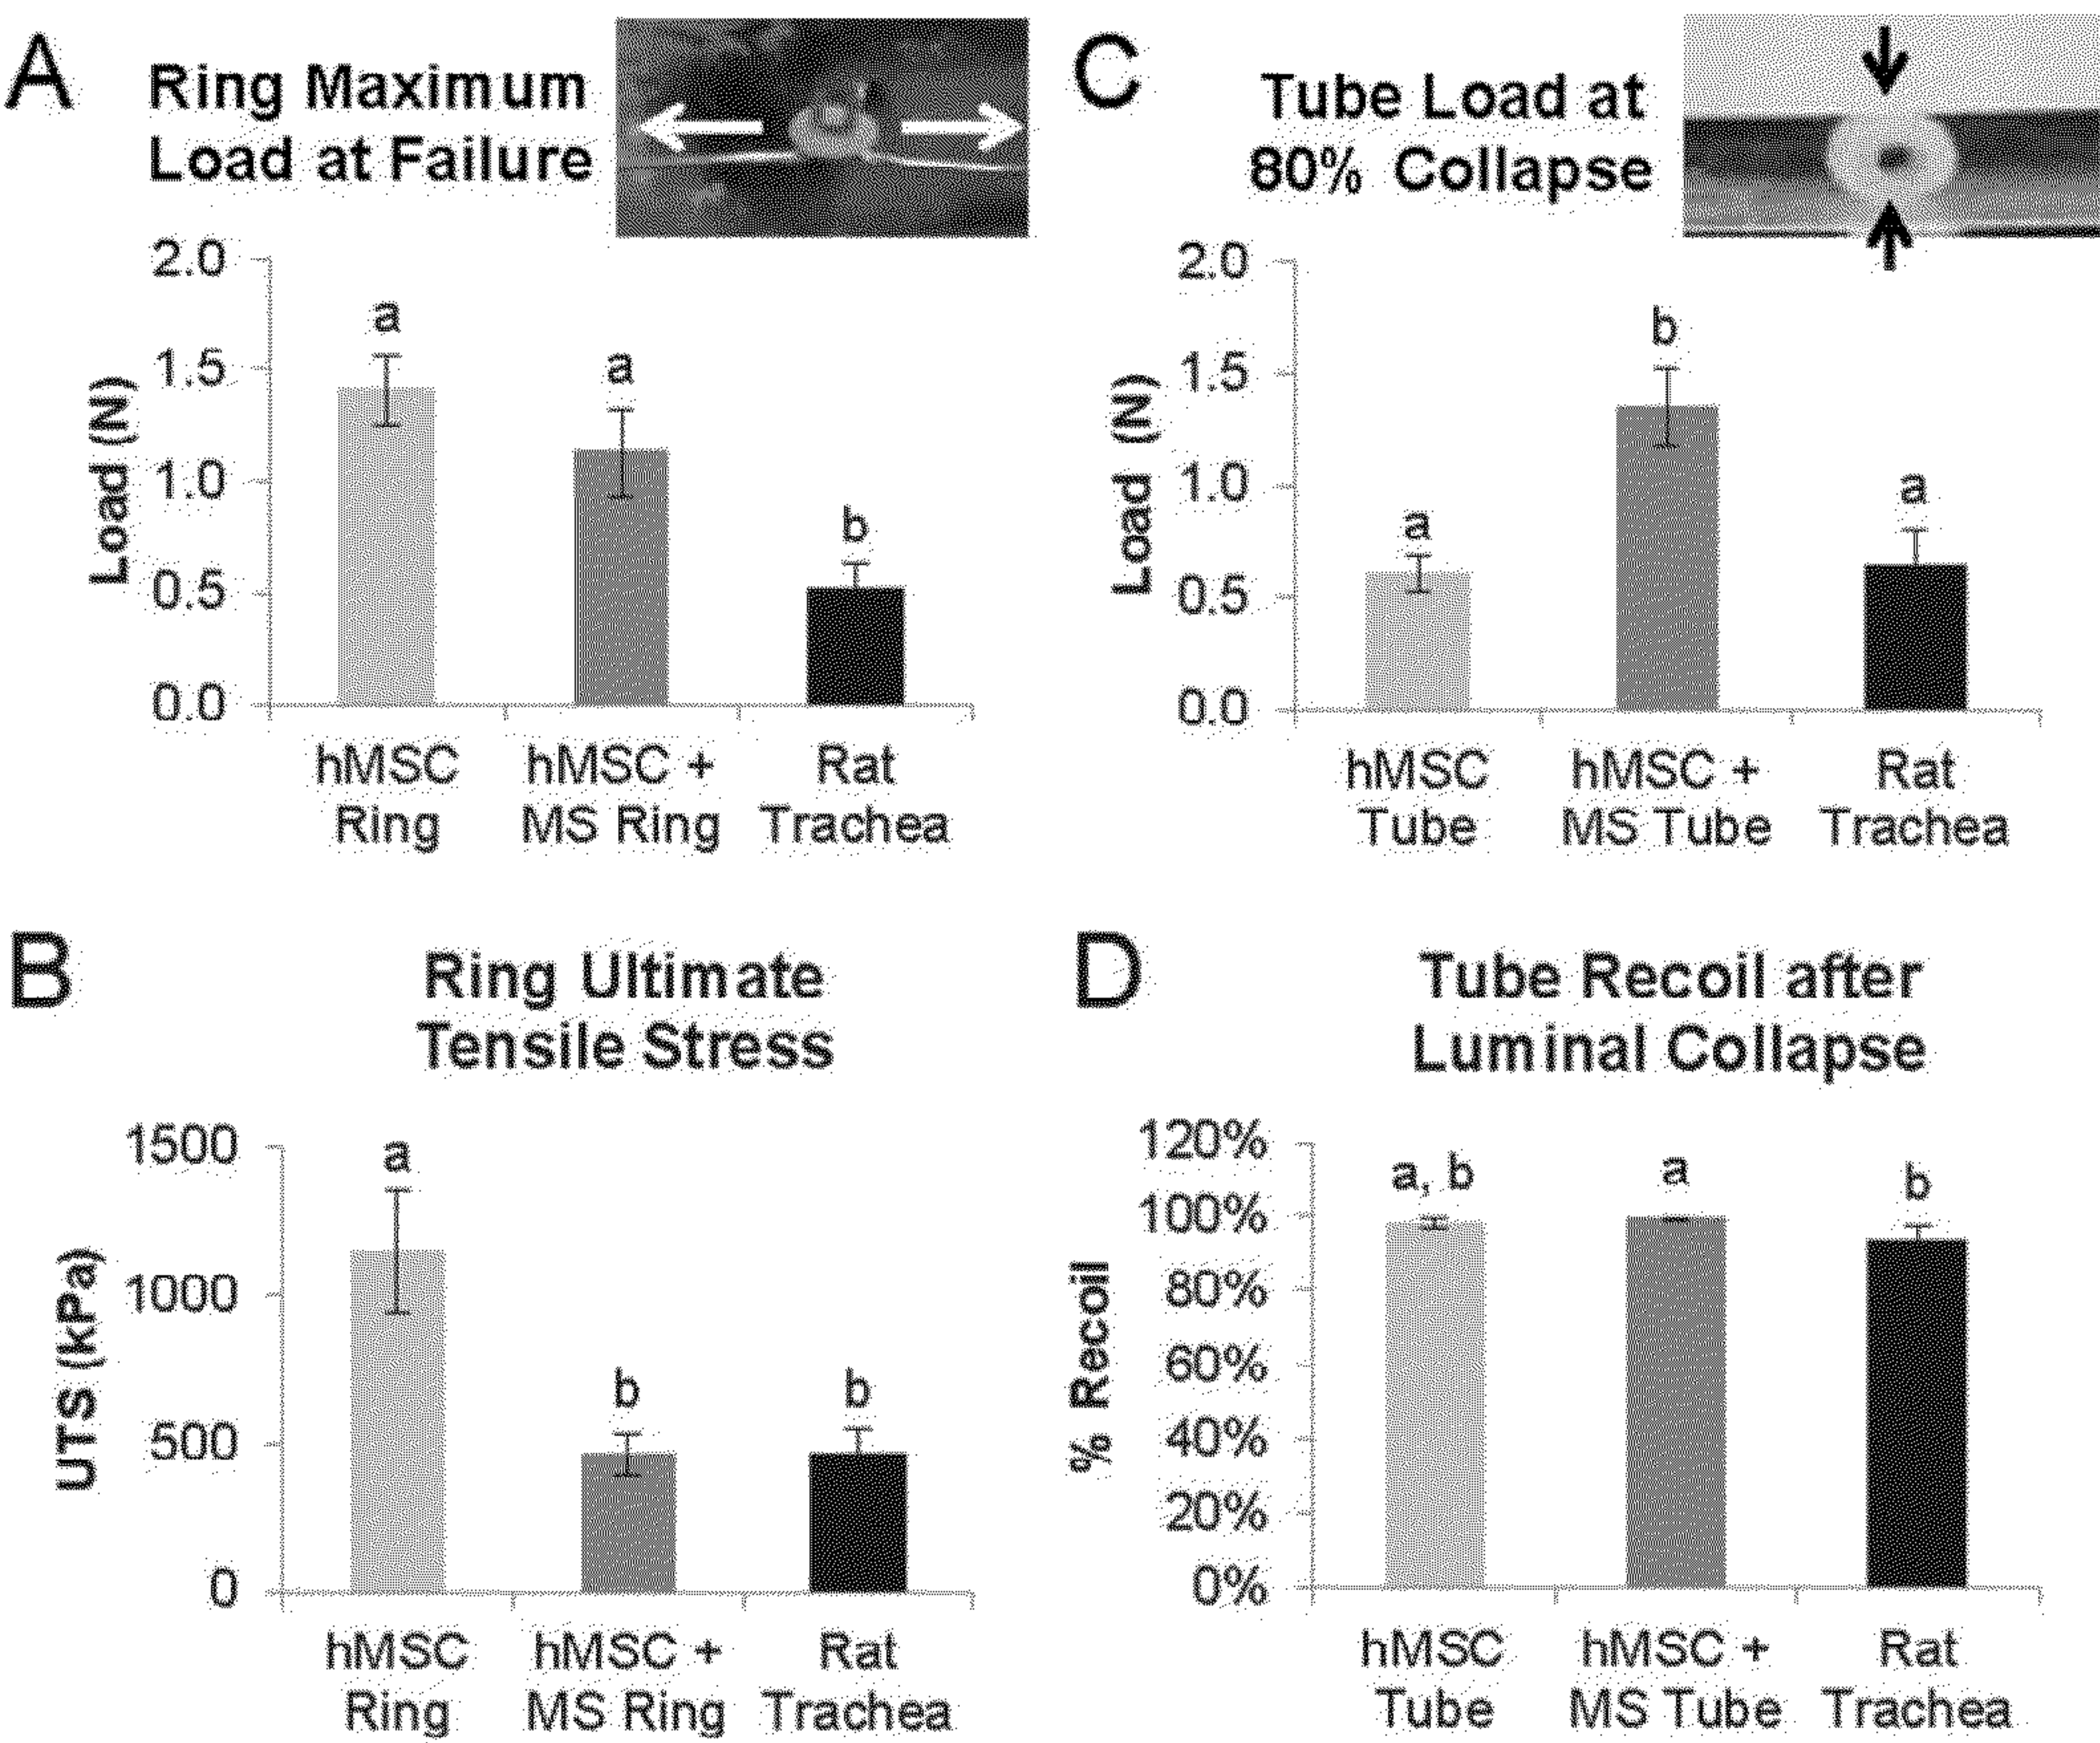 A
Ring Maximum
Load at Failure
2.0
1.5
1.0
0.5
0.0
Load (N)
a
a
b
hMSC
Ring
hMSC +
MS Ring
Rat
Trachea
C
Tube Load at
80% Collapse
2.0
1.5
1.0
0.5
0.0
Load (N)
a
b
a
hMSC
Tube
hMSC +
MS Tube
Rat
Trachea
B
Ring Ultimate
Tensile Stress
1500
1000
500
0
UTS (kPa)
a
b
b
hMSC
Ring
hMSC +
MS Ring
Rat
Trachea
D
Tube Recoil after
Luminal Collapse
120%
100%
80%
60%
40%
20%
0%
% Recoil
a, b
a
b
hMSC
Tube
hMSC +
MS Tube
Rat
Trachea